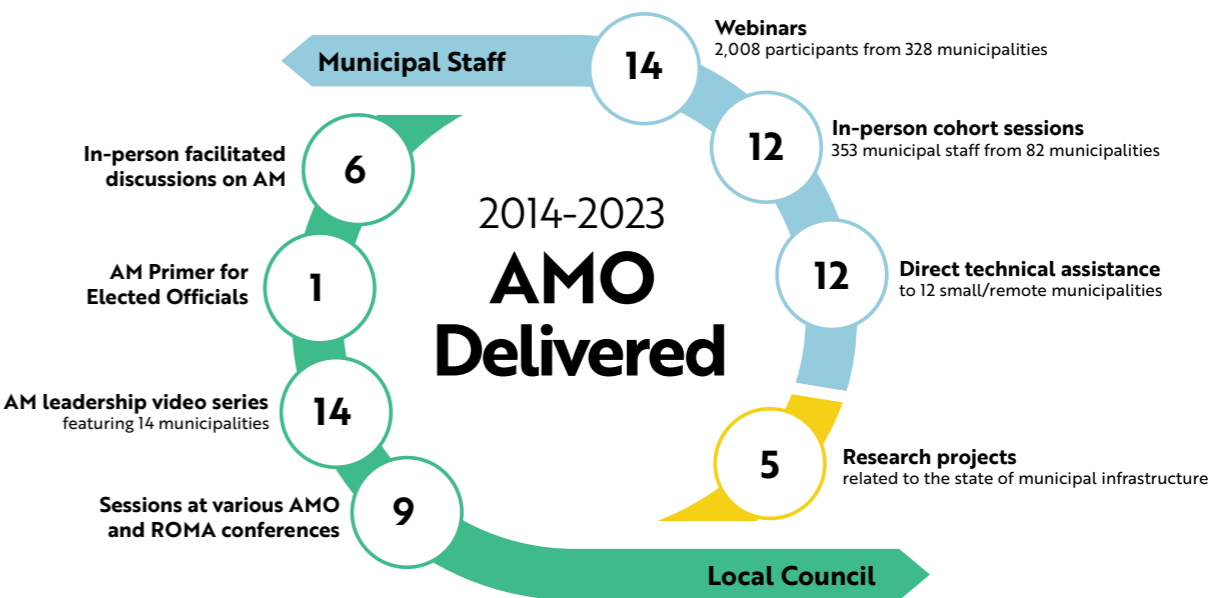 Municipal Staff
14
Webinars
2,008 participants from 328 municipalities
12
In-person cohort sessions
353 municipal staff from 82 municipalities
12
Direct technical assistance
to 12 small/remote municipalities
5
Research projects
related to the state of municipal infrastructure
2014-2023
AMO
Delivered
In-person facilitated
discussions on AM
6
AM Primer for
Elected Officials
1
AM leadership video series
featuring 14 municipalities
14
Sessions at various AMO
and ROMA conferences
9
Local Council